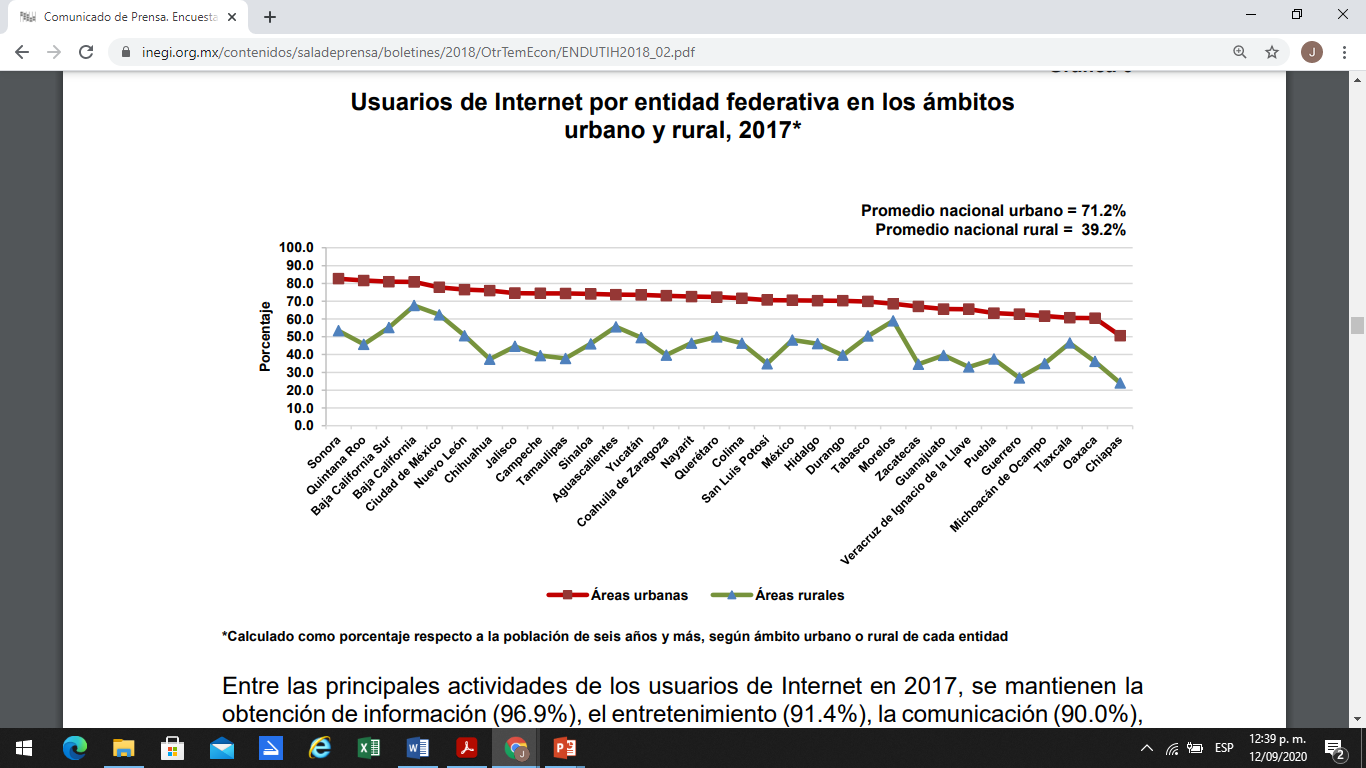 Comunicado de Prensa. Encuesta
inegi.org.mx/contenidos/saladeprensa/boletines/2018/OtrTemEcon/ENDUTIH2018_02.pdf
J
Usuarios de Internet por entidad federativa en los ámbitos
urbano y rural, 2017*
Promedio nacional urbano = 71.2%
Promedio nacional rural = 39.2%
Porcentaje
100.0
90.0
80.0
70.0
60.0
50.0
40.0
30.0
20.0
10.0
0.0
Sonora
Quintana Roo
Baja California Sur
Baja California
Ciudad de México
Nuevo León
Chihuahua
Jalisco
Campeche
Tamaulipas
Sinaloa
Aguascalientes
Yucatán
Coahuila de Zaragoza
Nayarit
Querétaro
Colima
San Luis Potosí
México
Hidalgo
Durango
Tabasco
Morelos
Zacatecas
Guanajuato
Veracruz de Ignacio de la Llave
Puebla
Guerrero
Michoacán de Ocampo
Tlaxcala
Oaxaca
Chiapas
Áreas urbanas
Áreas rurales
*Calculado como porcentaje respecto a la población de seis años y más, según ámbito urbano o rural de cada entidad
Entre las principales actividades de los usuarios de Internet en 2017, se mantienen la
obtención de información (96.9%), el entretenimiento (91.4%), la comunicación (90.0%),
ESP
12:39 p. m.
12/09/2020
2